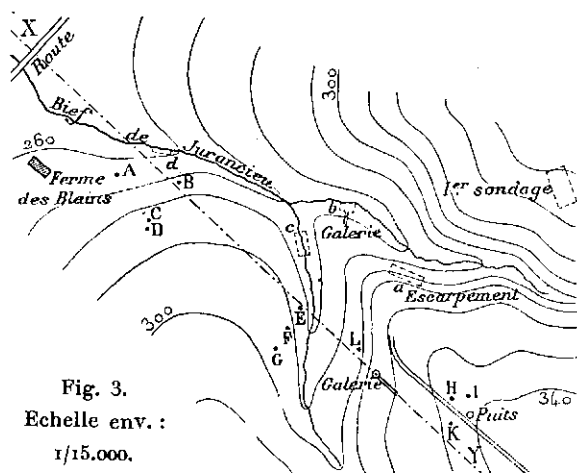 X
Route
Bief de Jurancieu
300
260
d
A
Ferme
des Blains
B
C
D
1er sondage
b
Galerie
c
a
Escarpement
300
E
F
G
L
Galerie
H
I
Puits
340
K
Y
Fig. 3.
Echelle env. :
1/15.000.